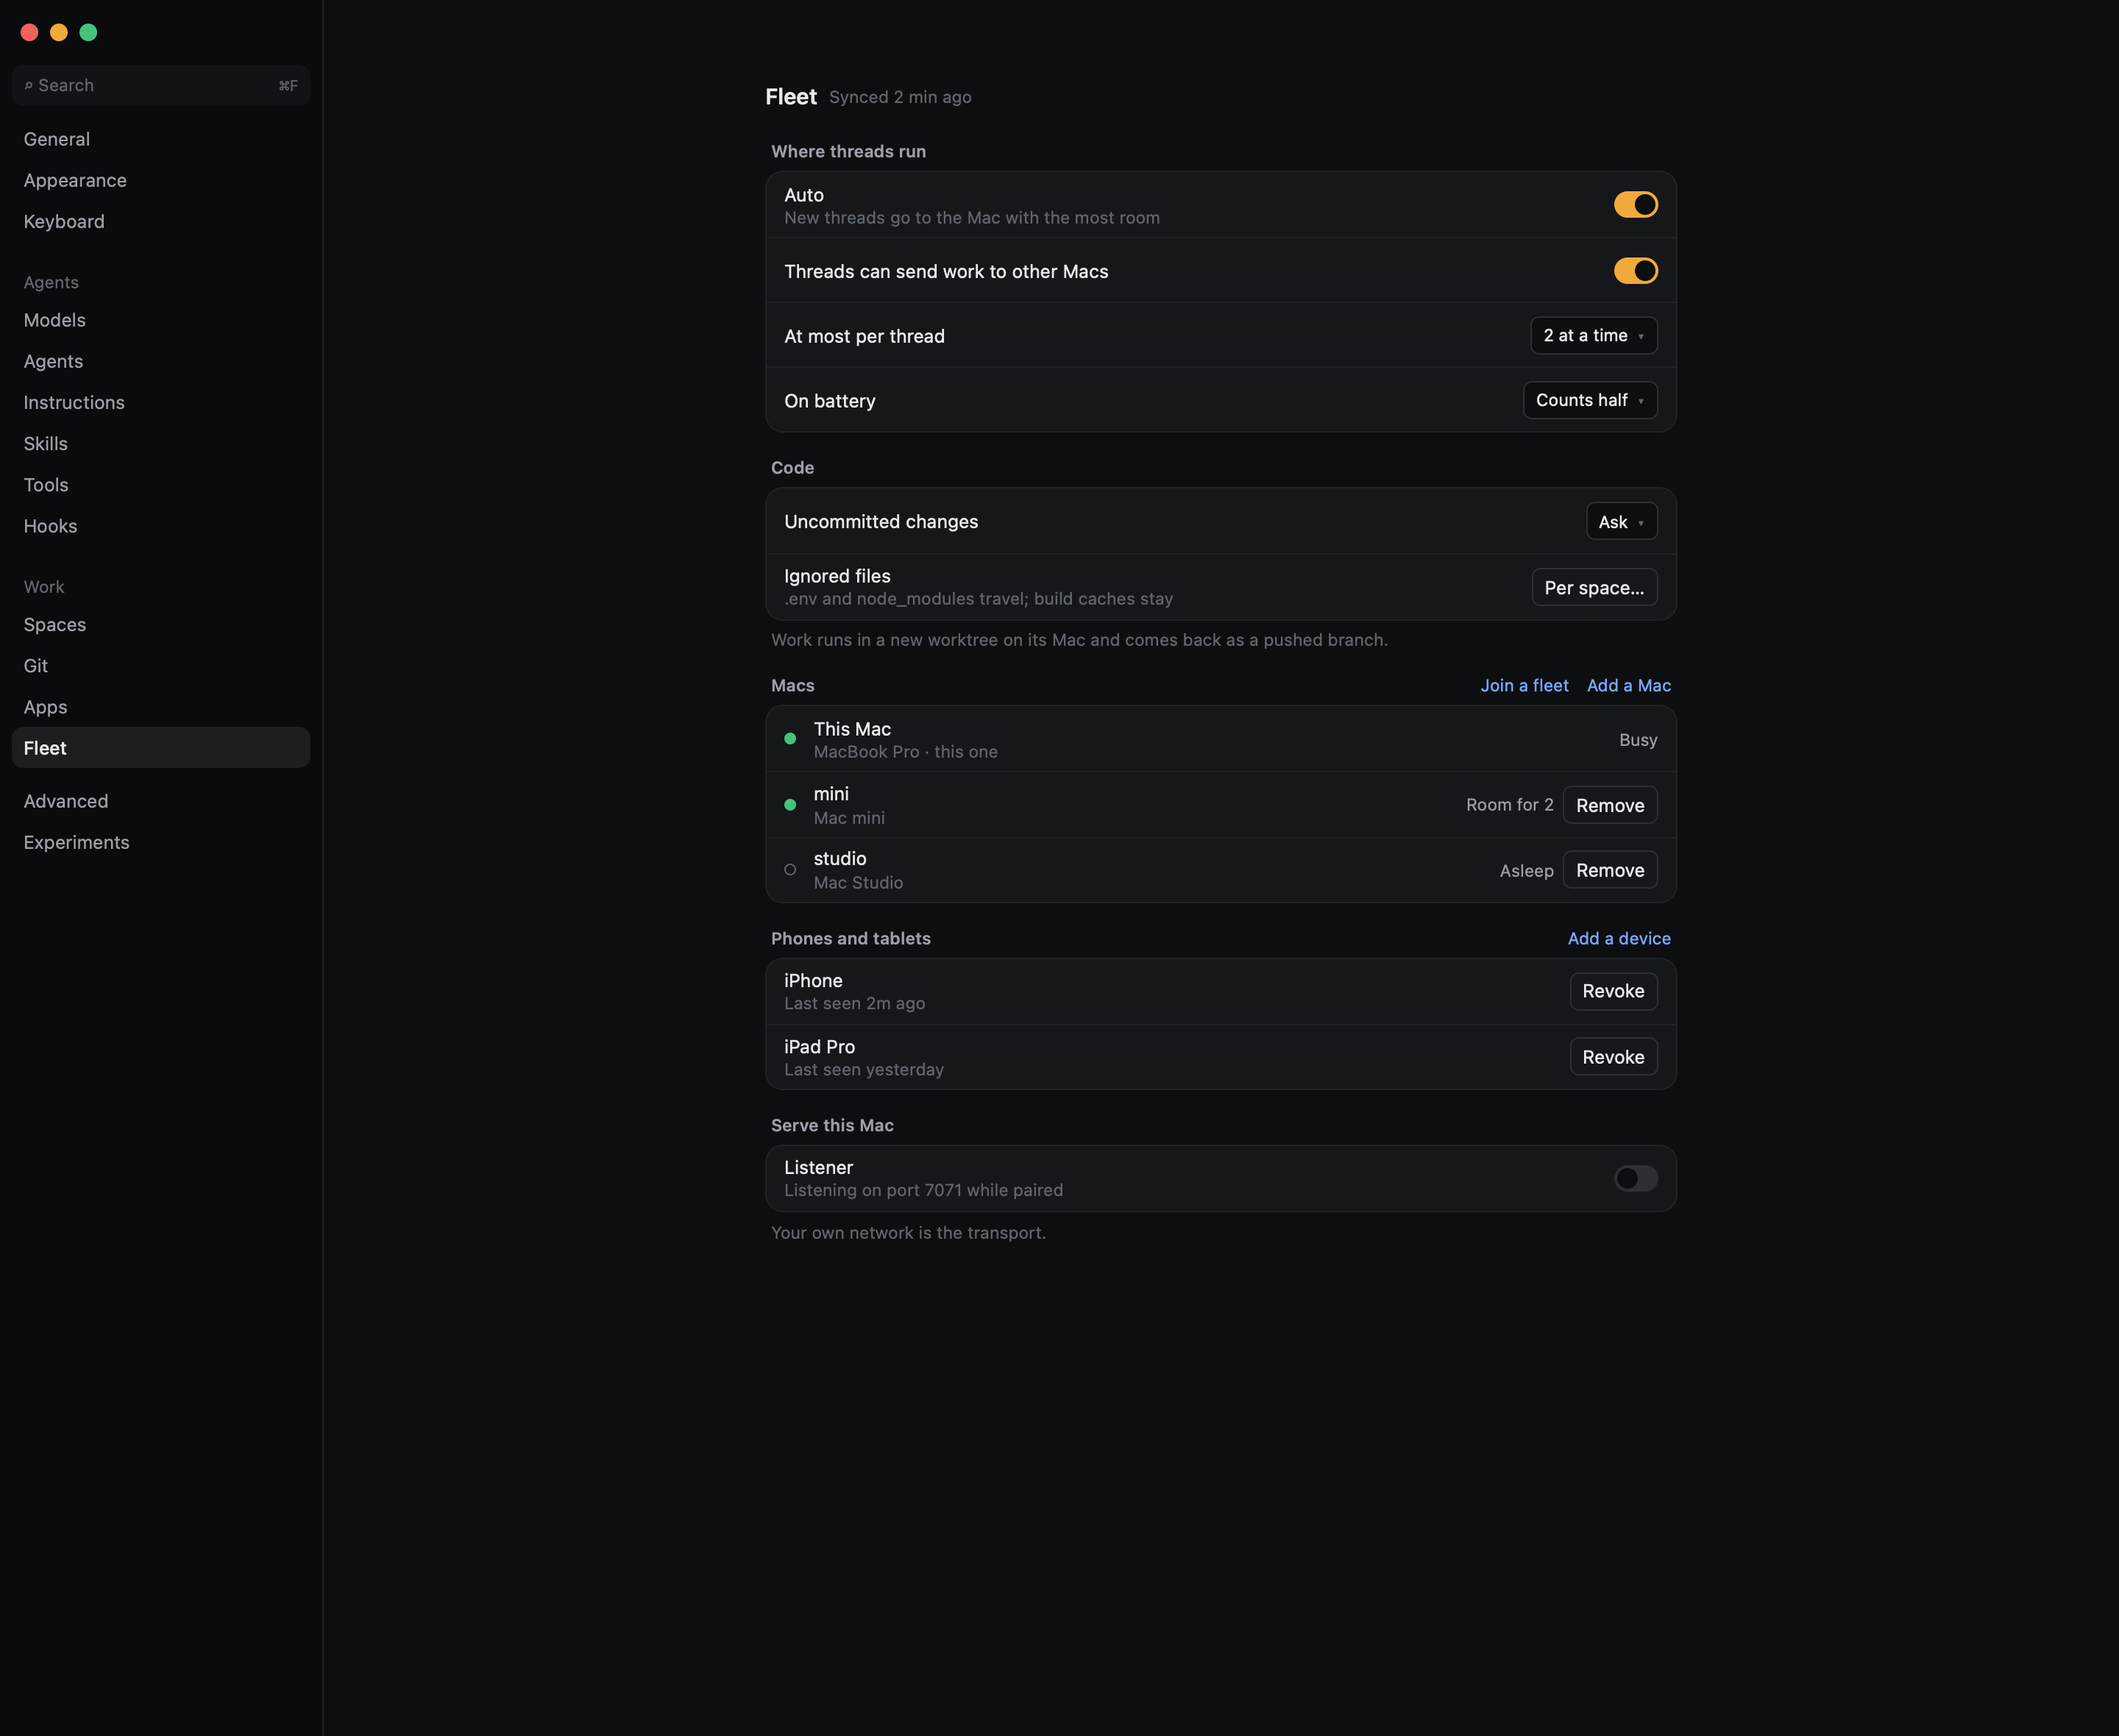 Search ⌘F
General
Appearance
Keyboard
Agents
Models
Agents
Instructions
Skills
Tools
Hooks
Work
Spaces
Git
Apps
Fleet
Advanced
Experiments
Fleet Synced 2 min ago
Where threads run
Auto
New threads go to the Mac with the most room
Threads can send work to other Macs
At most per thread 2 at a time
On battery Counts half
Code
Uncommitted changes Ask
Ignored files
.env and node_modules travel; build caches stay
Per space...
Work runs in a new worktree on its Mac and comes back as a pushed branch.
Macs Join a fleet Add a Mac
This Mac
MacBook Pro · this one
Busy
mini
Mac mini
Room for 2 Remove
studio
Mac Studio
Asleep Remove
Phones and tablets Add a device
iPhone
Last seen 2m ago
Revoke
iPad Pro
Last seen yesterday
Revoke
Serve this Mac
Listener
Listening on port 7071 while paired
Your own network is the transport.